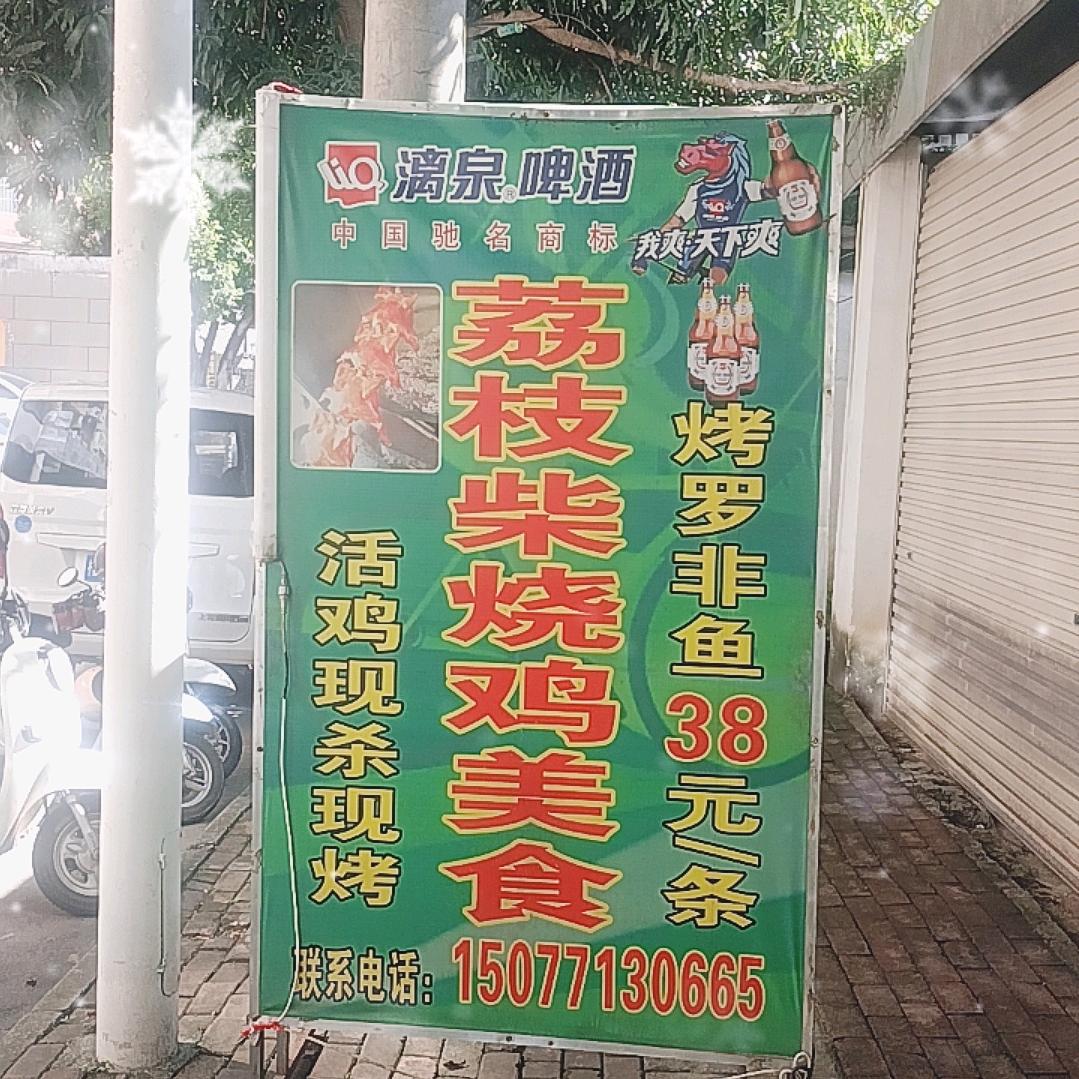 LiQ 漓泉®啤酒
中国驰名商标
我爽 天下爽
荔枝柴烧鸡美食
烤罗非鱼38元/条
活鸡现杀现烤
联系电话：15077130665